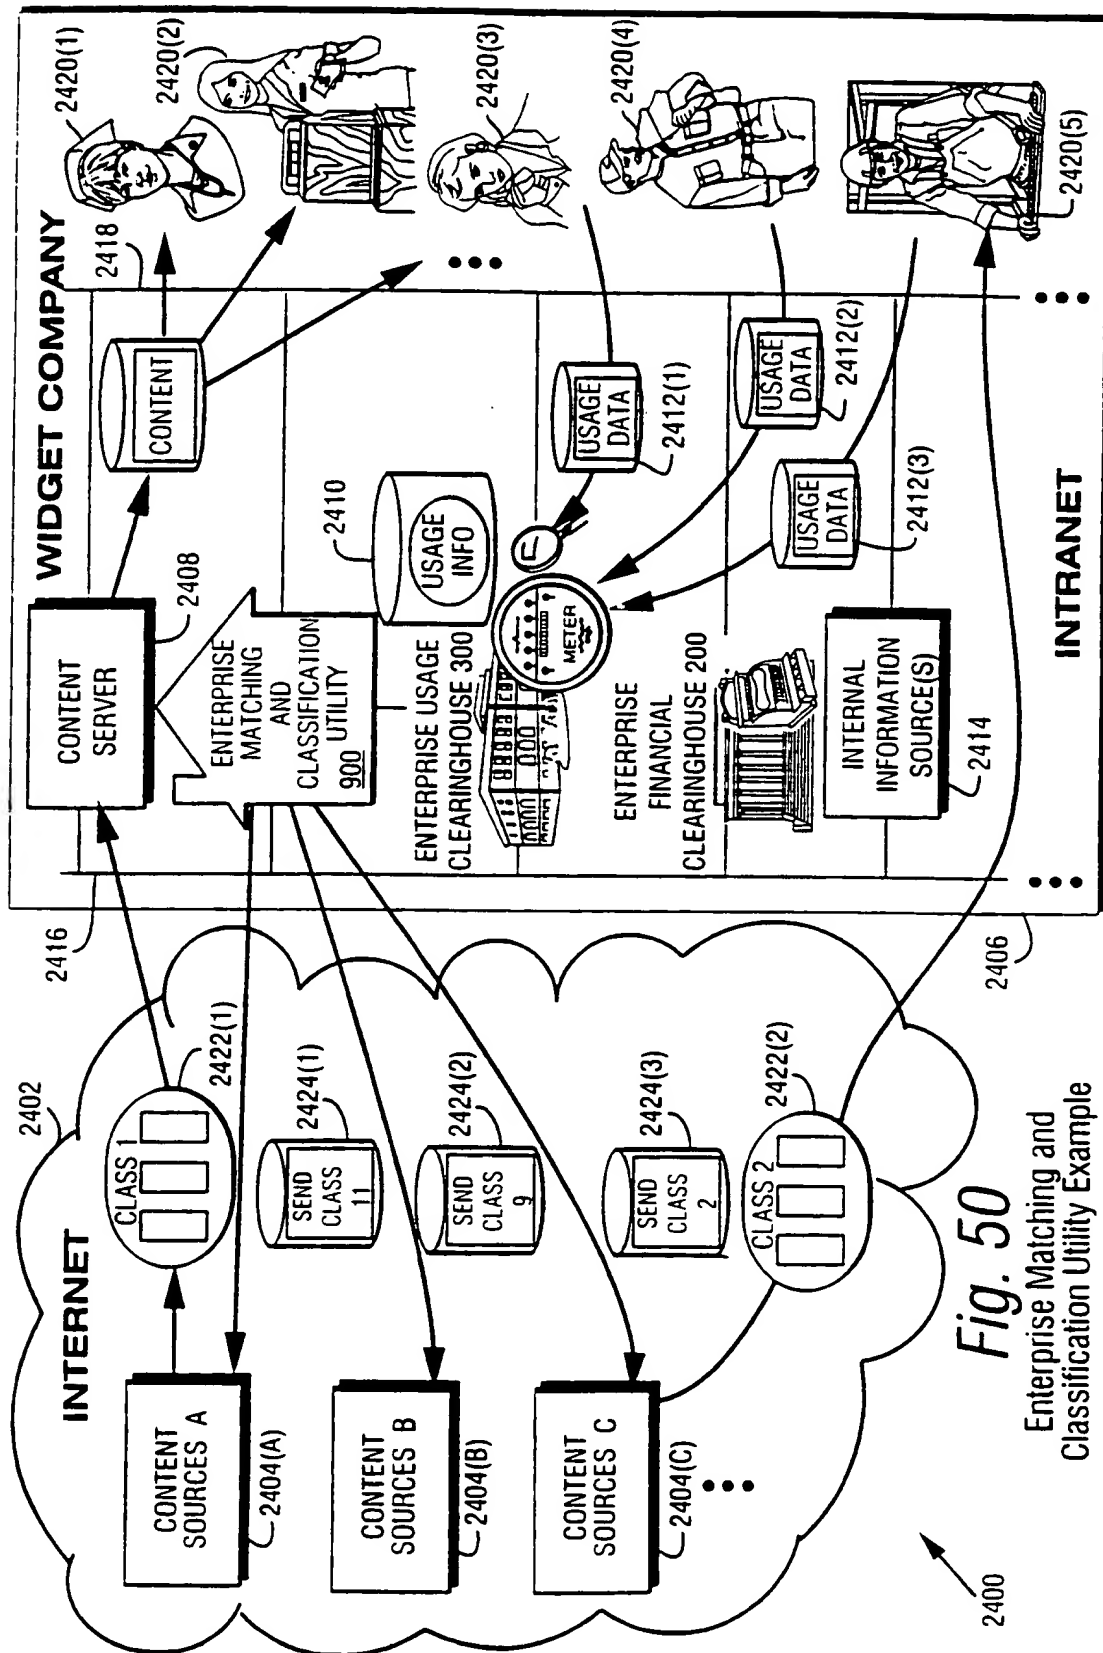 INTERNET
2402
CONTENT
SOURCES A
2404(A)
CLASS 1
2422(1)
SEND
CLASS
11
2424(1)
CONTENT
SOURCES B
2404(B)
SEND
CLASS
9
2424(2)
CONTENT
SOURCES C
2404(C)
SEND
CLASS
2
2424(3)
CLASS 2
2422(2)
WIDGET COMPANY
2416
CONTENT
SERVER
2408
CONTENT
2418
2420(1)
2420(2)
ENTERPRISE
MATCHING
AND
CLASSIFICATION
UTILITY
900
2410
USAGE
INFO
2420(3)
ENTERPRISE USAGE
CLEARINGHOUSE 300
METER
USAGE
DATA
2412(1)
2420(4)
ENTERPRISE
FINANCIAL
CLEARINGHOUSE 200
USAGE
DATA
2412(2)
USAGE
DATA
2412(3)
INTERNAL
INFORMATION
SOURCE(S)
2414
2420(5)
INTRANET
2406
2400
Fig. 50
Enterprise Matching and
Classification Utility Example